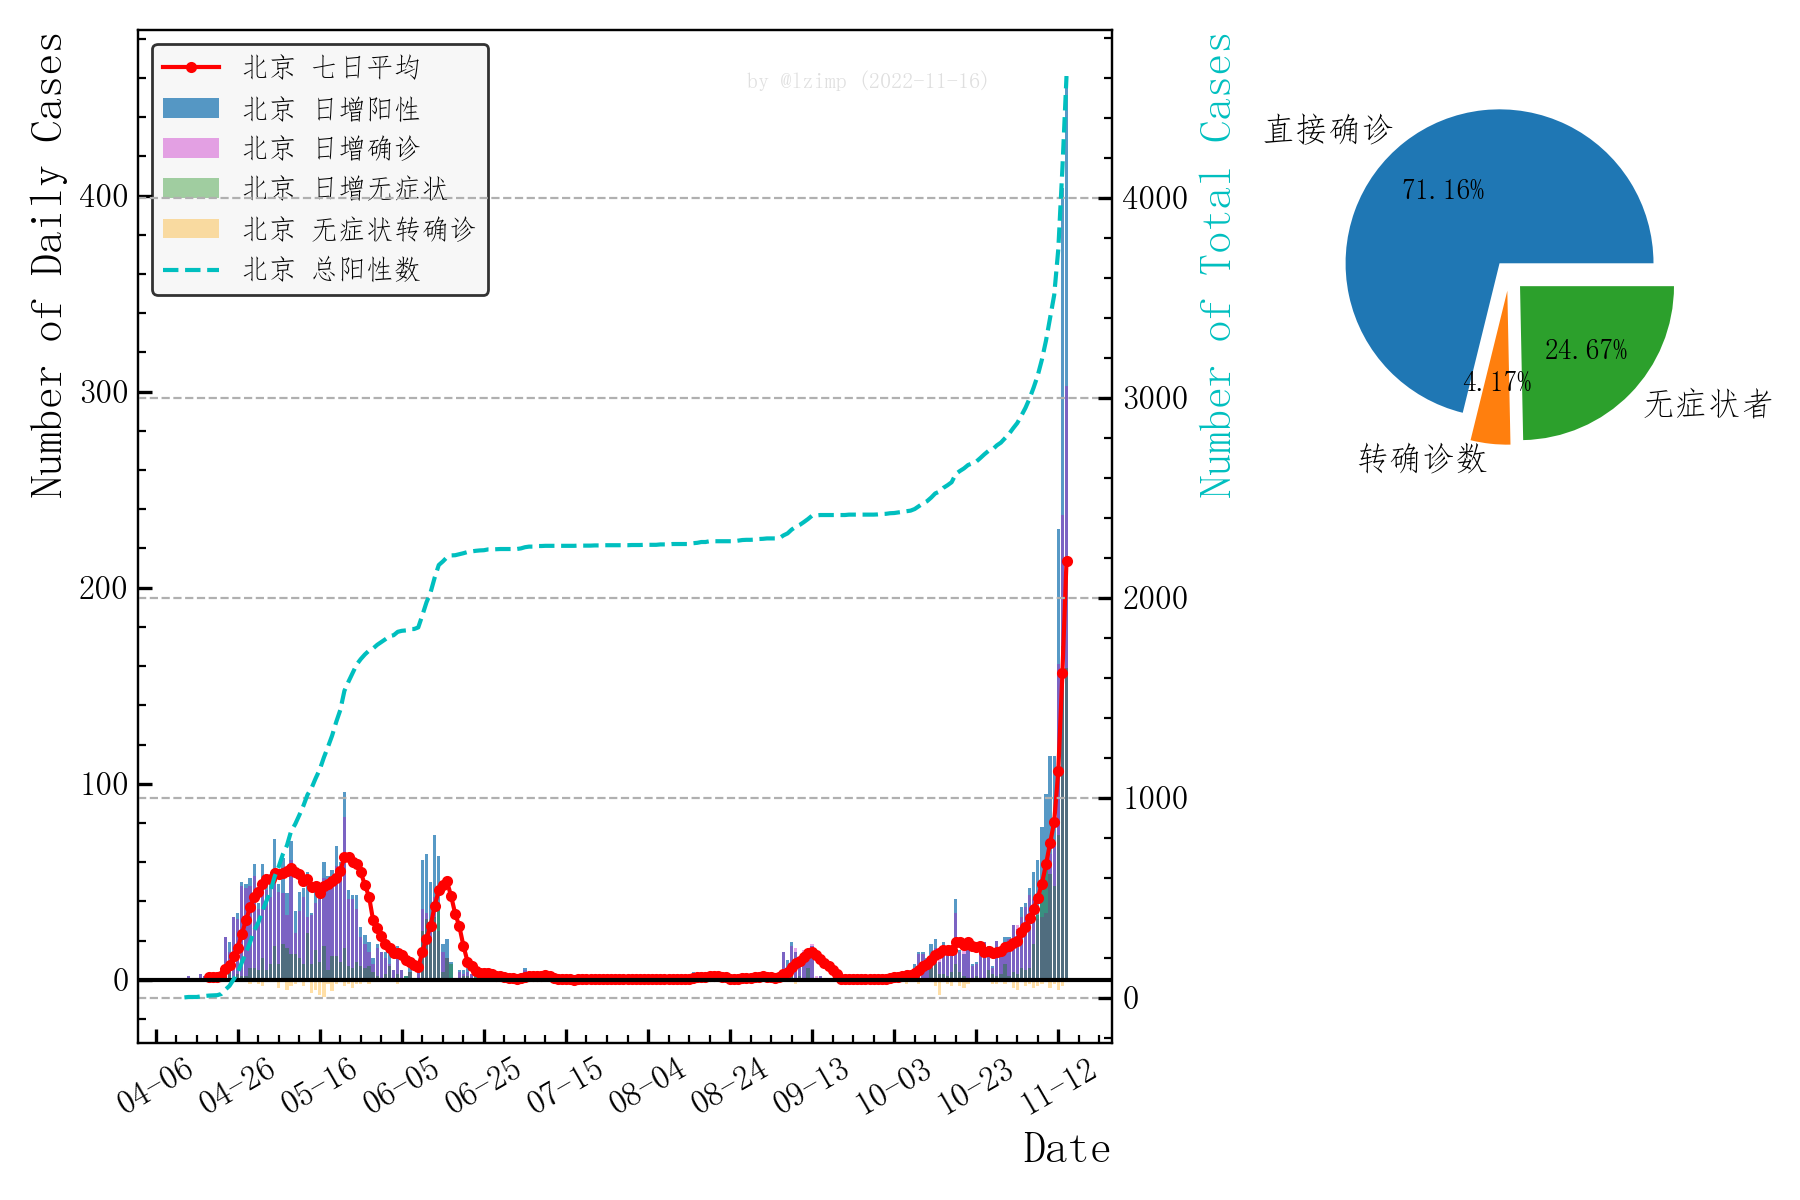 by @lzimp (2022-11-16)
北京 七日平均
北京 日增阳性
北京 日增确诊
北京 日增无症状
北京 无症状转确诊
北京 总阳性数
Number of Daily Cases
400
300
200
100
0
Number of Total Cases
4000
3000
2000
1000
0
04-06
04-26
05-16
06-05
06-25
07-15
08-04
08-24
09-13
10-03
10-23
11-12
Date
直接确诊
71.16%
24.67%
4.17%
无症状者
转确诊数